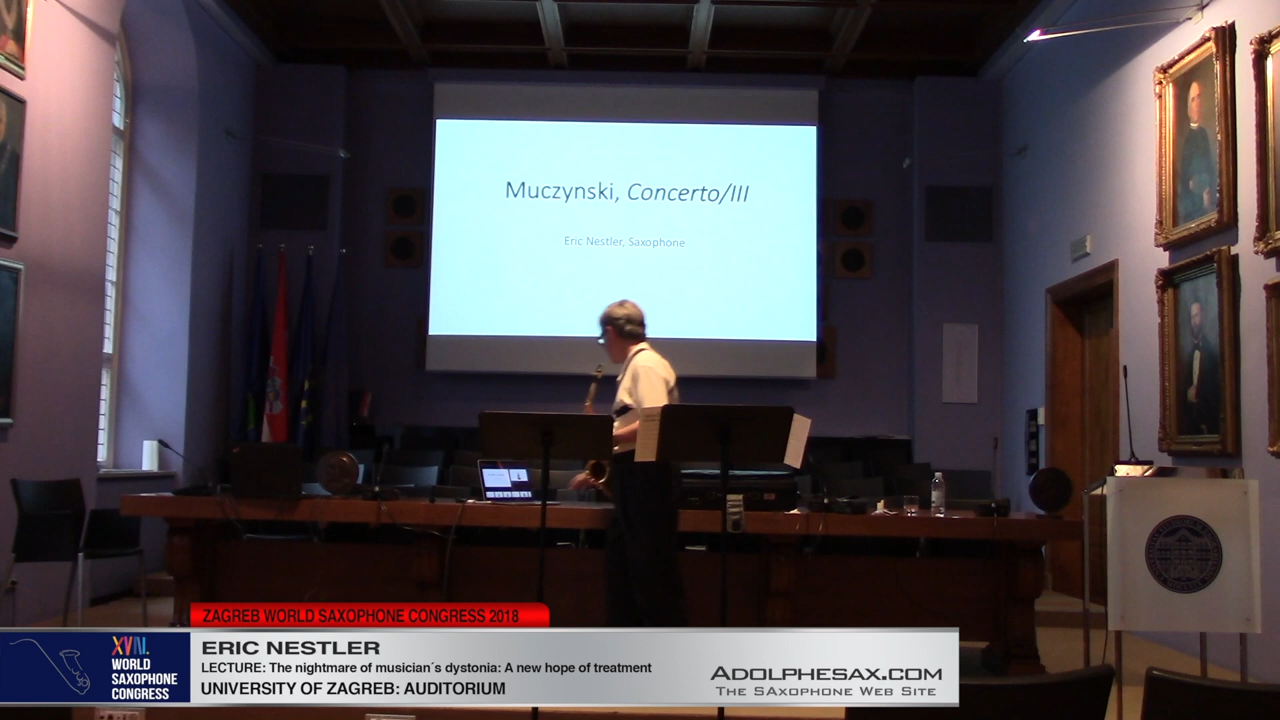 Muczynski, Concerto/III
Eric Nestler, Saxophone
ZAGREB WORLD SAXOPHONE CONGRESS 2018
XVIII.
WORLD
SAXOPHONE
CONGRESS
ERIC NESTLER
LECTURE: The nightmare of musician´s dystonia: A new hope of treatment
UNIVERSITY OF ZAGREB: AUDITORIUM
ADOLPHESAX.COM
THE SAXOPHONE WEB SITE